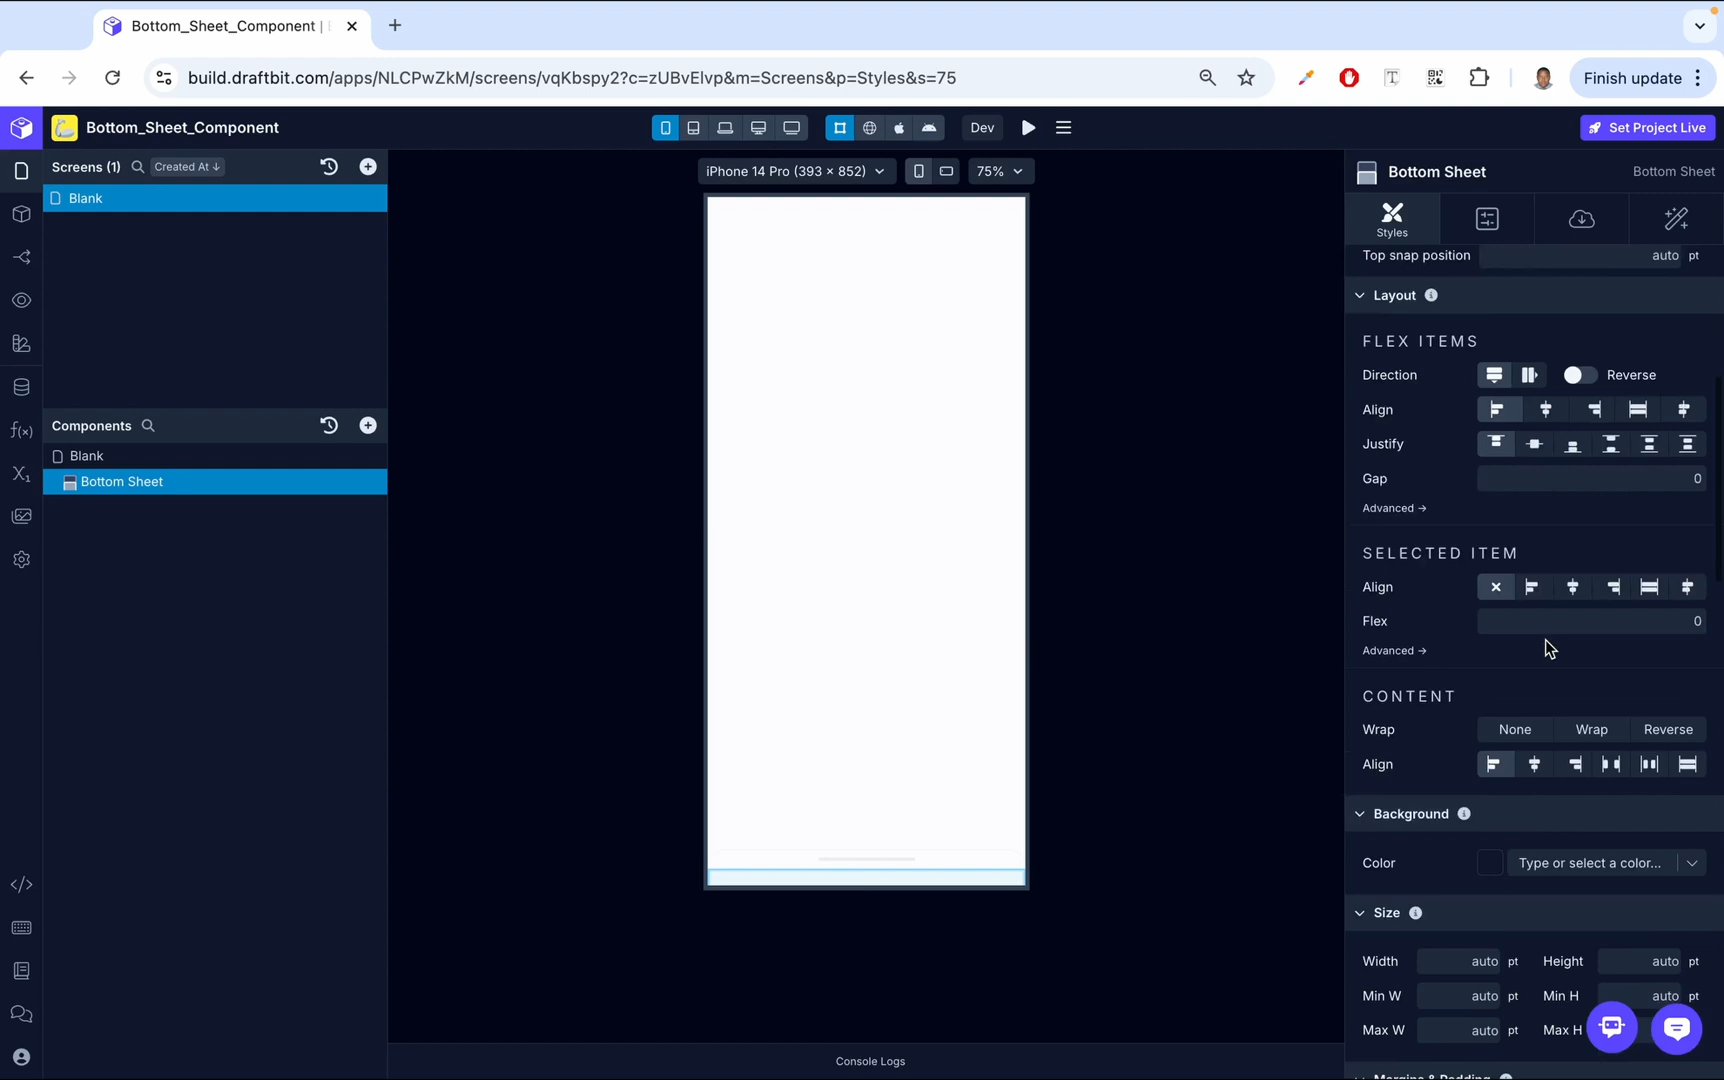 Bottom_Sheet_Component |
build.draftbit.com/apps/NLCPwZkM/screens/vqKbspy2?c=zUBvElvp&m=Screens&p=Styles&s=75
Finish update
Bottom_Sheet_Component
Dev
Set Project Live
Screens (1) Created At ↓
Blank
Components
Blank
Bottom Sheet
iPhone 14 Pro (393 × 852)
75%
Console Logs
Bottom Sheet Bottom Sheet
Styles
Top snap position auto pt
Layout
FLEX ITEMS
Direction Reverse
Align
Justify
Gap 0
Advanced →
SELECTED ITEM
Align
Flex 0
Advanced →
CONTENT
Wrap None Wrap Reverse
Align
Background
Color Type or select a color...
Size
Width auto pt Height auto pt
Min W auto pt Min H auto pt
Max W auto pt Max H
Margins & Padding